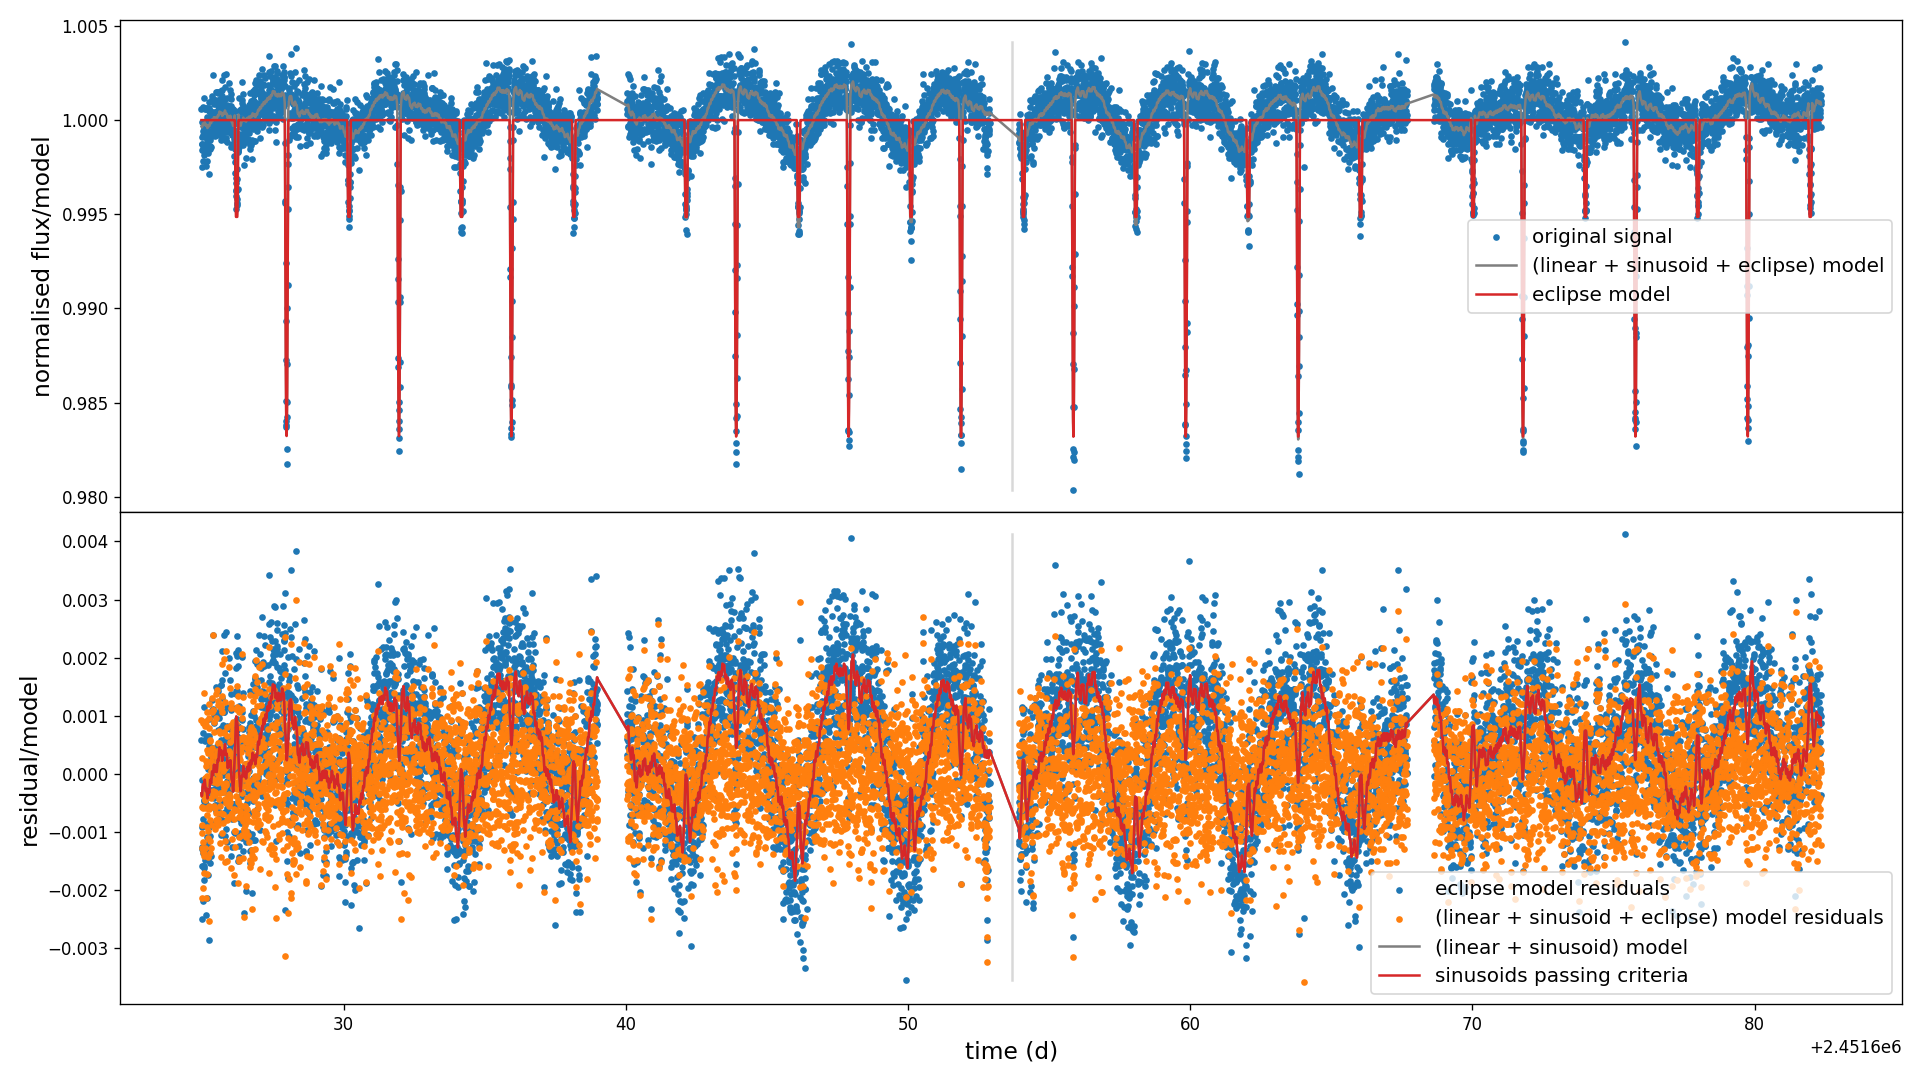 1.005
1.000
0.995
0.990
0.985
0.980
normalised flux/model
original signal
(linear + sinusoid + eclipse) model
eclipse model
0.004
0.003
0.002
0.001
0.000
−0.001
−0.002
−0.003
residual/model
eclipse model residuals
(linear + sinusoid + eclipse) model residuals
(linear + sinusoid) model
sinusoids passing criteria
30 40 50 60 70 80
time (d)
+2.4516e6